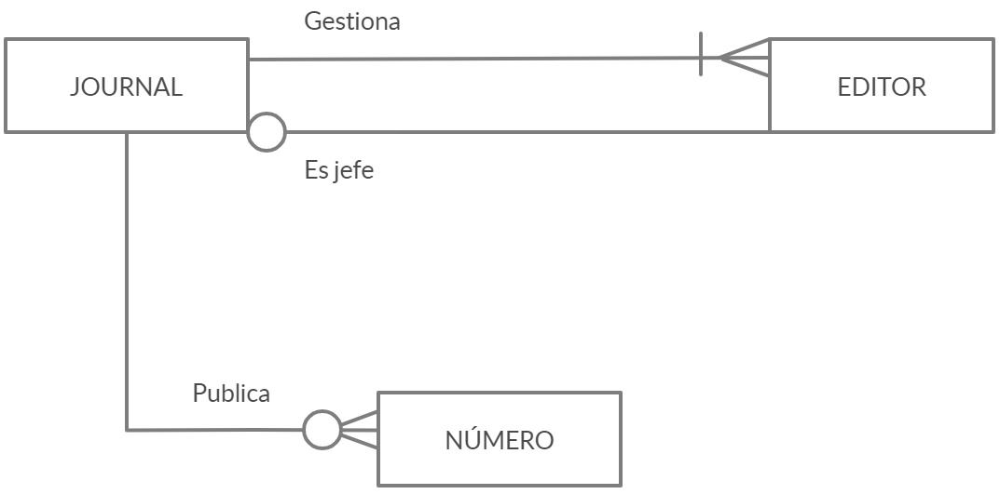 Gestiona
JOURNAL
EDITOR
Es jefe
Publica
NÚMERO